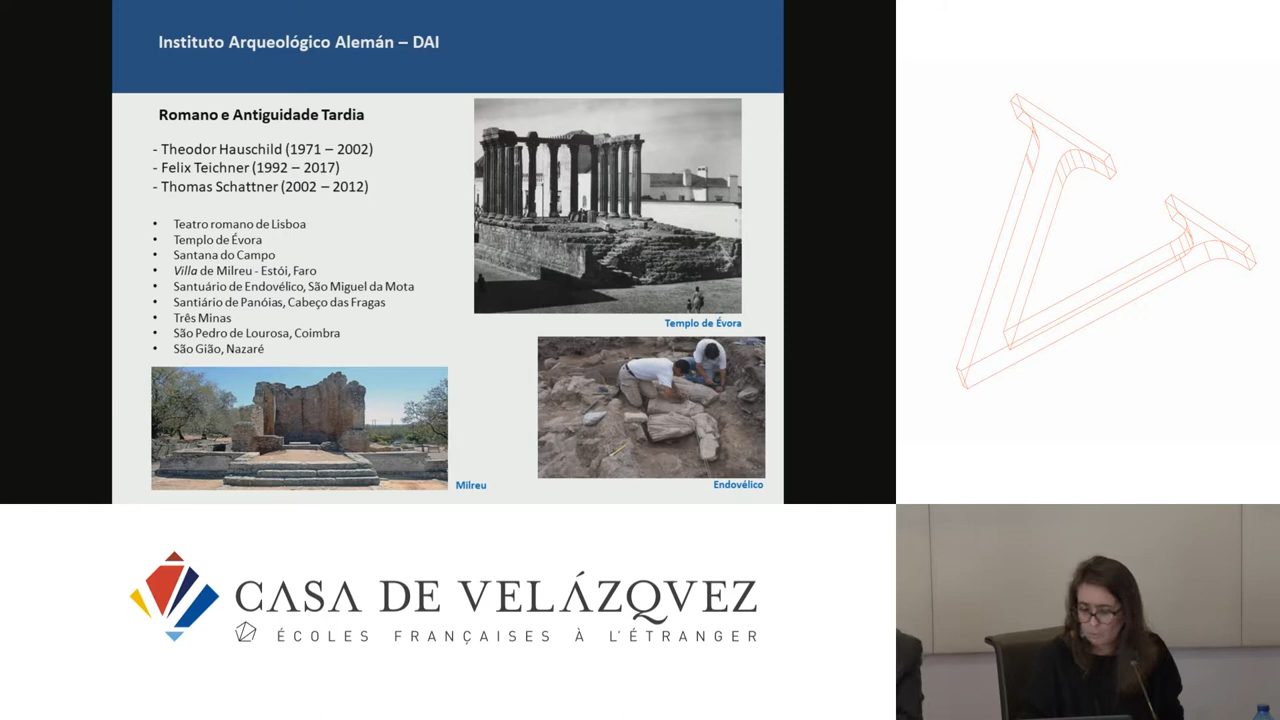 Instituto Arqueológico Alemán – DAI
Romano e Antiguidade Tardia
- Theodor Hauschild (1971 – 2002)
- Felix Teichner (1992 – 2017)
- Thomas Schattner (2002 – 2012)
• Teatro romano de Lisboa
• Templo de Évora
• Santana do Campo
• Villa de Milreu - Estói, Faro
• Santuário de Endovélico, São Miguel da Mota
• Santiário de Panóias, Cabeço das Fragas
• Três Minas
• São Pedro de Lourosa, Coimbra
• São Gião, Nazaré
Templo de Évora
Milreu
Endovélico
CASA DE VELÁZQVEZ
ÉCOLES FRANÇAISES À L'ÉTRANGER